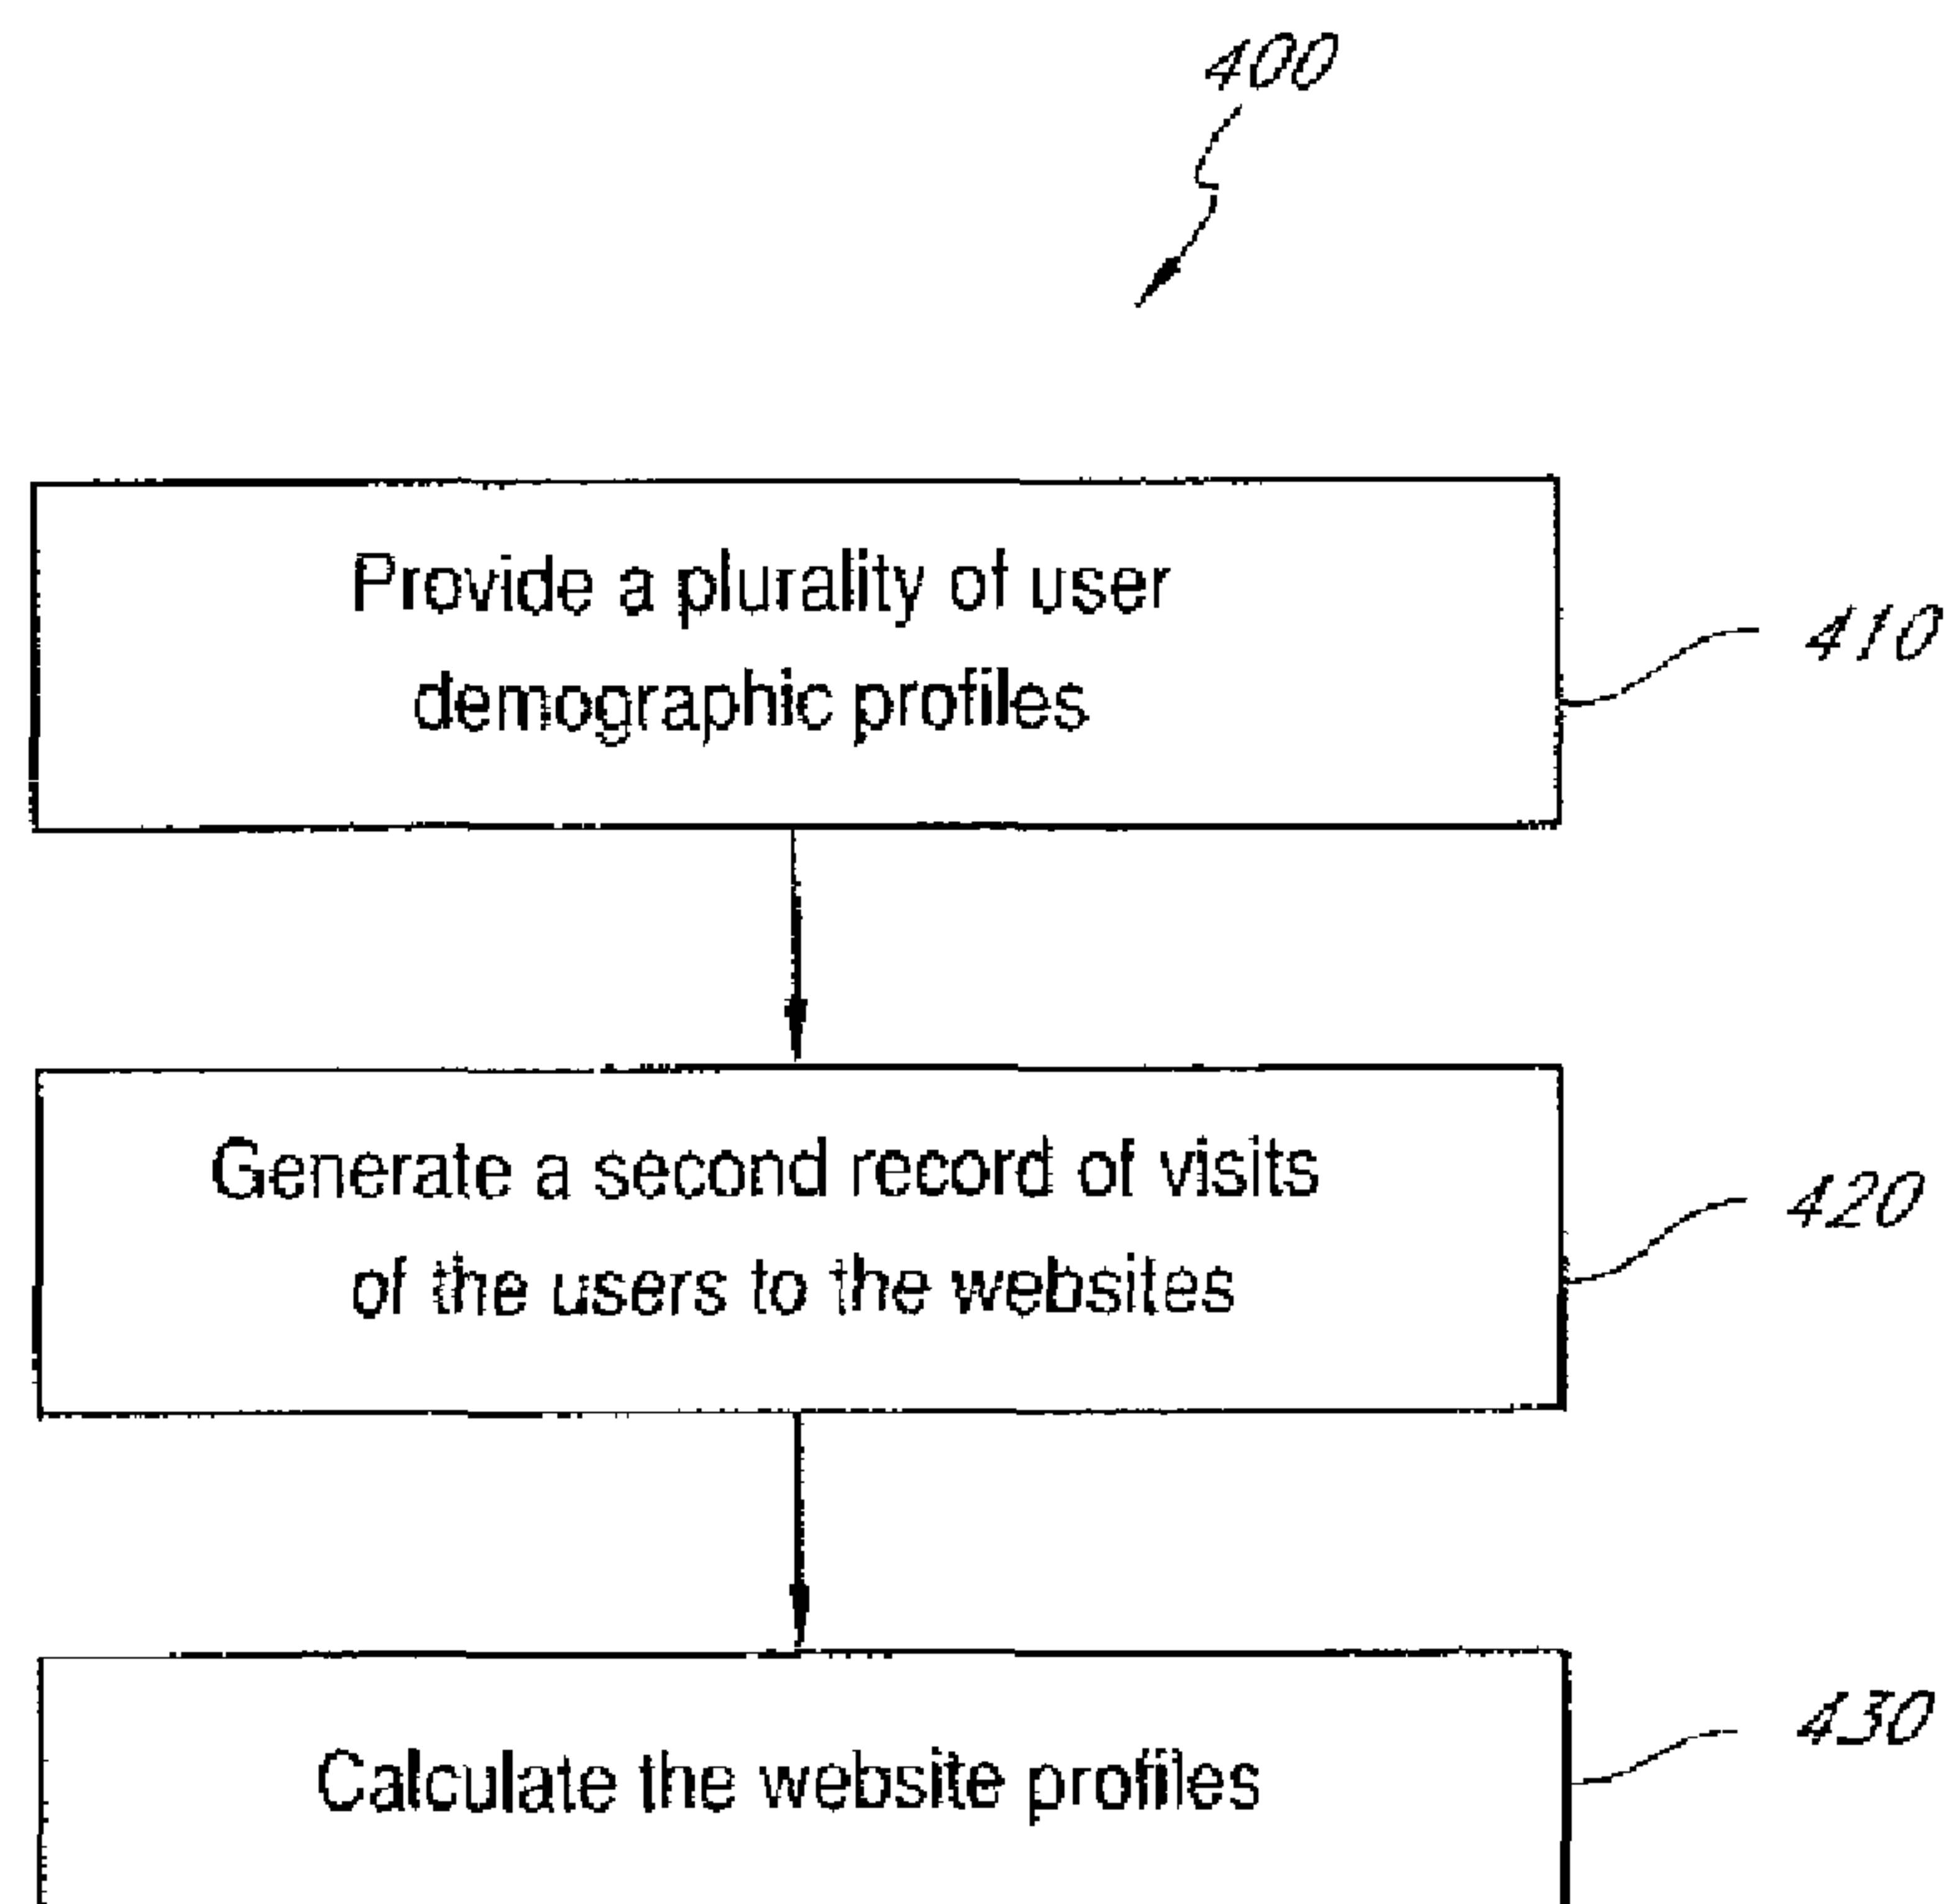 400
Provide a plurality of user
demographic profiles
410
Generate a second record of visits
of the users to the websites
420
Calculate the website profiles
430